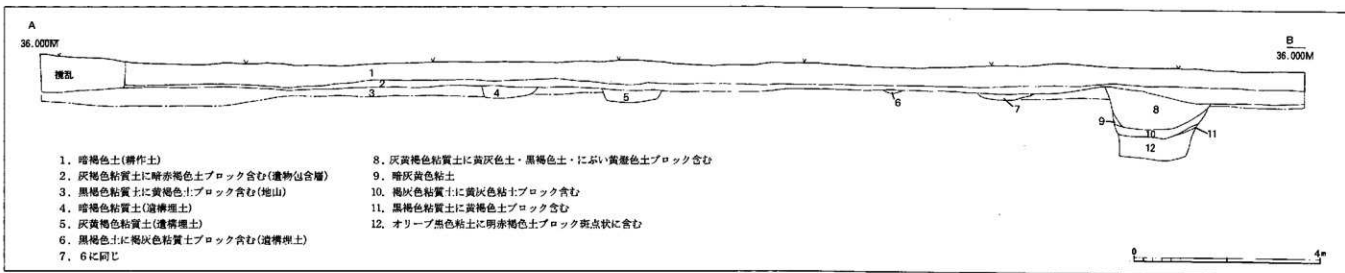 A
36.000M
B
36.000M
攪乱
1
2
3
4
5
6
7
8
9
10
11
12
1. 暗褐色土(耕作土)
2. 灰褐色粘質土に暗赤褐色土ブロック含む(遺物包含層)
3. 黒褐色粘質土に黄褐色土ブロック含む(地山)
4. 暗褐色粘質土(遺構埋土)
5. 灰黄褐色粘質土(遺構埋土)
6. 黒褐色土に褐灰色粘質土ブロック含む(遺構埋土)
7. 6に同じ
8. 灰黄褐色粘質土に黄灰色土・黒褐色土・にぶい黄橙色土ブロック含む
9. 暗灰黄色粘土
10. 褐灰色粘質土に黄灰色粘土ブロック含む
11. 黒褐色粘質土に黄褐色土ブロック含む
12. オリーブ黒色粘土に明赤褐色土ブロック斑点状に含む
0 4m